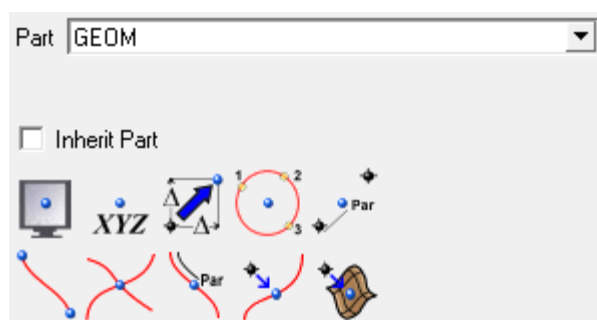 Part GEOM
Inherit Part
XYZ
Δ
Δ
1 2
3
Par
Par